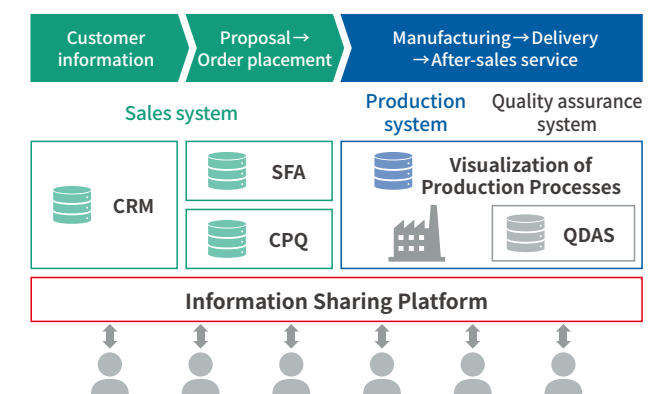 Customer
information
Proposal→
Order placement
Manufacturing→Delivery
→After-sales service
Sales system
Production
system
Quality assurance
system
CRM
SFA
CPQ
Visualization of
Production Processes
QDAS
Information Sharing Platform